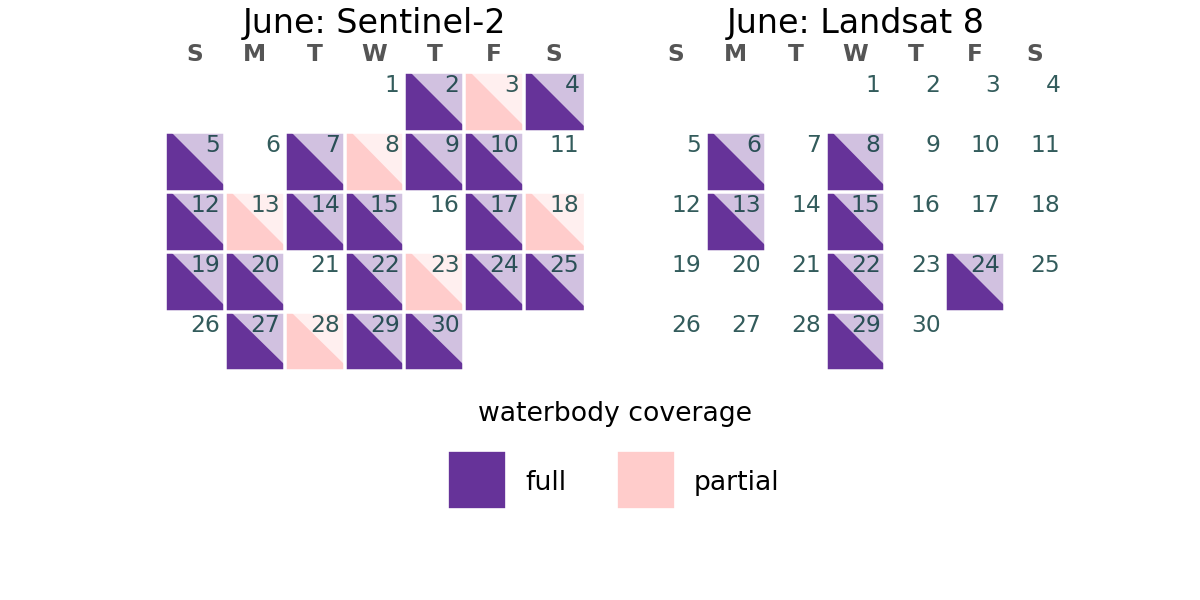 June: Sentinel-2
S M T W T F S
1 2 3 4
5 6 7 8 9 10 11
12 13 14 15 16 17 18
19 20 21 22 23 24 25
26 27 28 29 30
June: Landsat 8
S M T W T F S
1 2 3 4
5 6 7 8 9 10 11
12 13 14 15 16 17 18
19 20 21 22 23 24 25
26 27 28 29 30
waterbody coverage
full partial